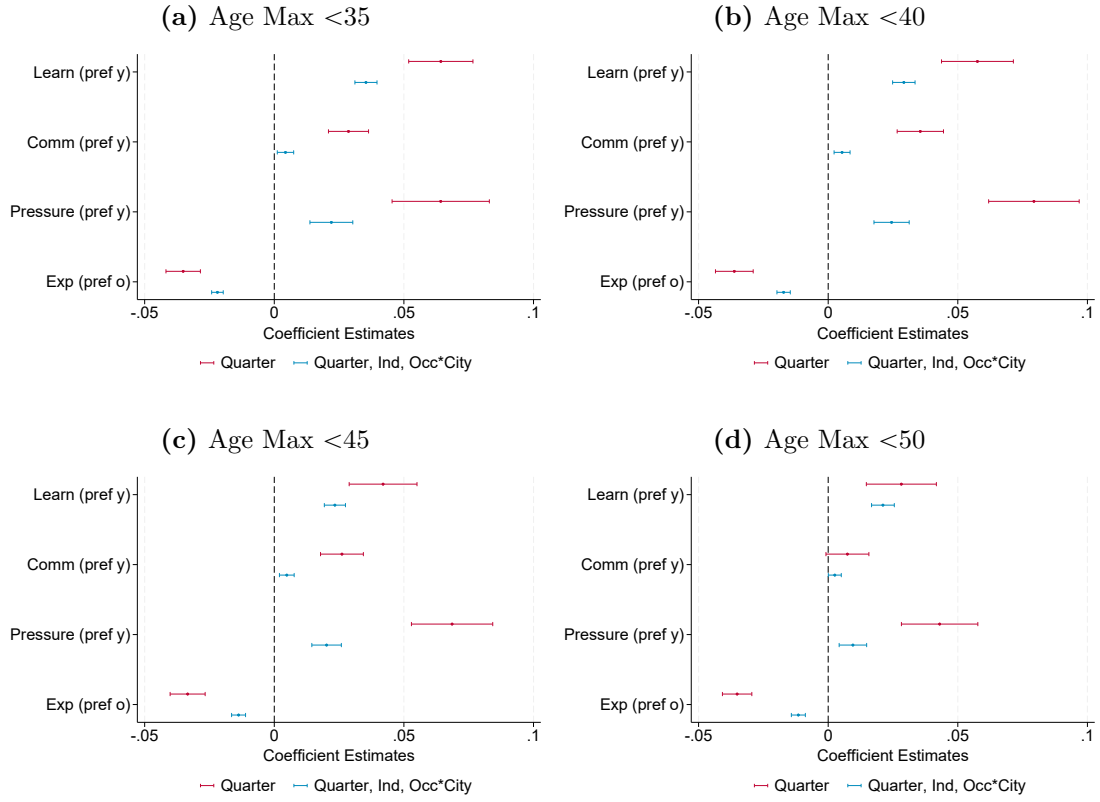 (a) Age Max <35
Learn (pref y)
Comm (pref y)
Pressure (pref y)
Exp (pref o)
-.05 0 .05 .1
Coefficient Estimates
Quarter Quarter, Ind, Occ*City
(b) Age Max <40
Learn (pref y)
Comm (pref y)
Pressure (pref y)
Exp (pref o)
-.05 0 .05 .1
Coefficient Estimates
Quarter Quarter, Ind, Occ*City
(c) Age Max <45
Learn (pref y)
Comm (pref y)
Pressure (pref y)
Exp (pref o)
-.05 0 .05 .1
Coefficient Estimates
Quarter Quarter, Ind, Occ*City
(d) Age Max <50
Learn (pref y)
Comm (pref y)
Pressure (pref y)
Exp (pref o)
-.05 0 .05 .1
Coefficient Estimates
Quarter Quarter, Ind, Occ*City